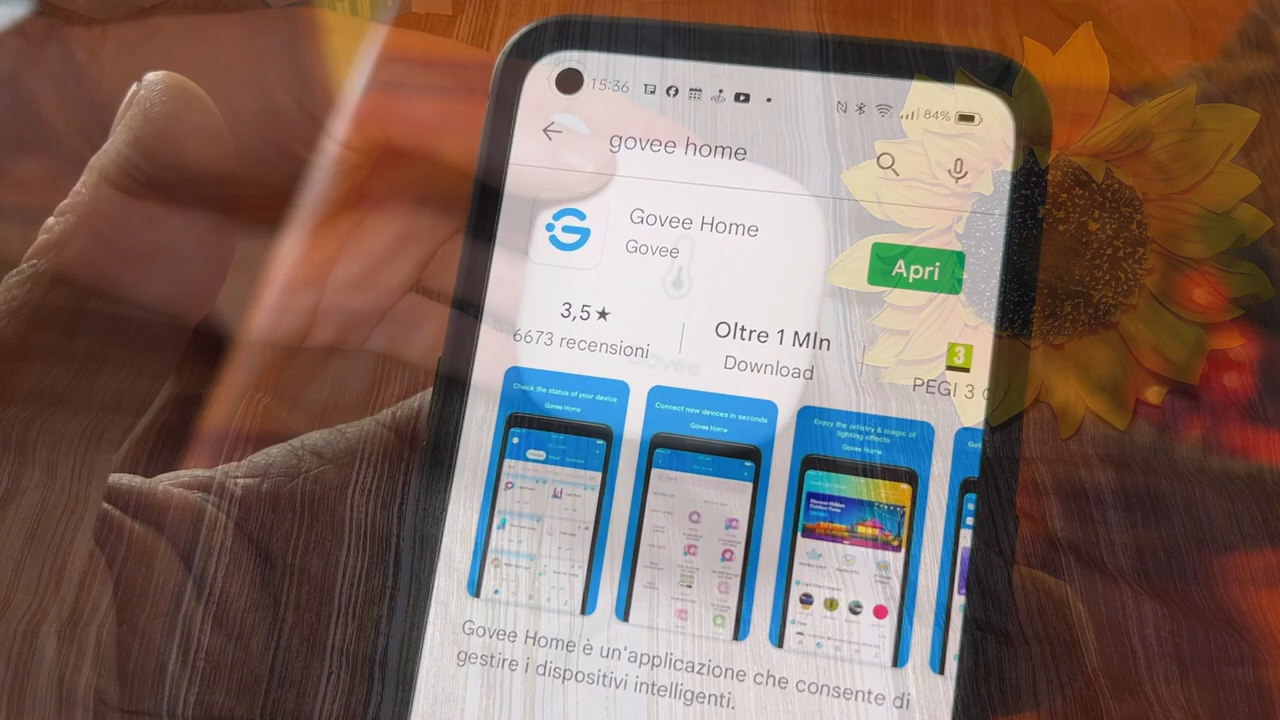 15:36
84%
govee home
Govee Home
Govee
Apri
3,5★
6673 recensioni
Oltre 1 Mln
Download
3
PEGI 3
Check the status of your device
Govee Home
Connect new devices in seconds
Govee Home
Enjoy the artistry & magic of
lighting effects
Govee Home
Govee Home è un'applicazione che consente di
gestire i dispositivi intelligenti.